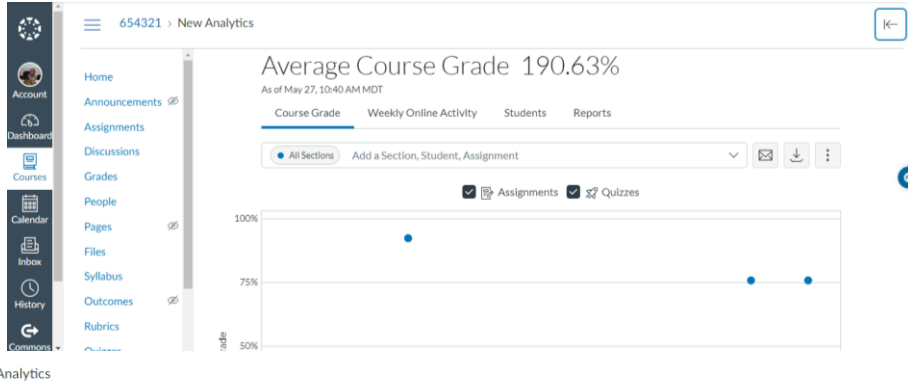 654321 > New Analytics
Account
Dashboard
Courses
Calendar
Inbox
History
Commons
Home
Announcements
Assignments
Discussions
Grades
People
Pages
Files
Syllabus
Outcomes
Rubrics
Average Course Grade 190.63%
As of May 27, 10:40 AM MDT
Course Grade Weekly Online Activity Students Reports
All Sections Add a Section, Student, Assignment
Assignments Quizzes
100%
75%
50%
Analytics